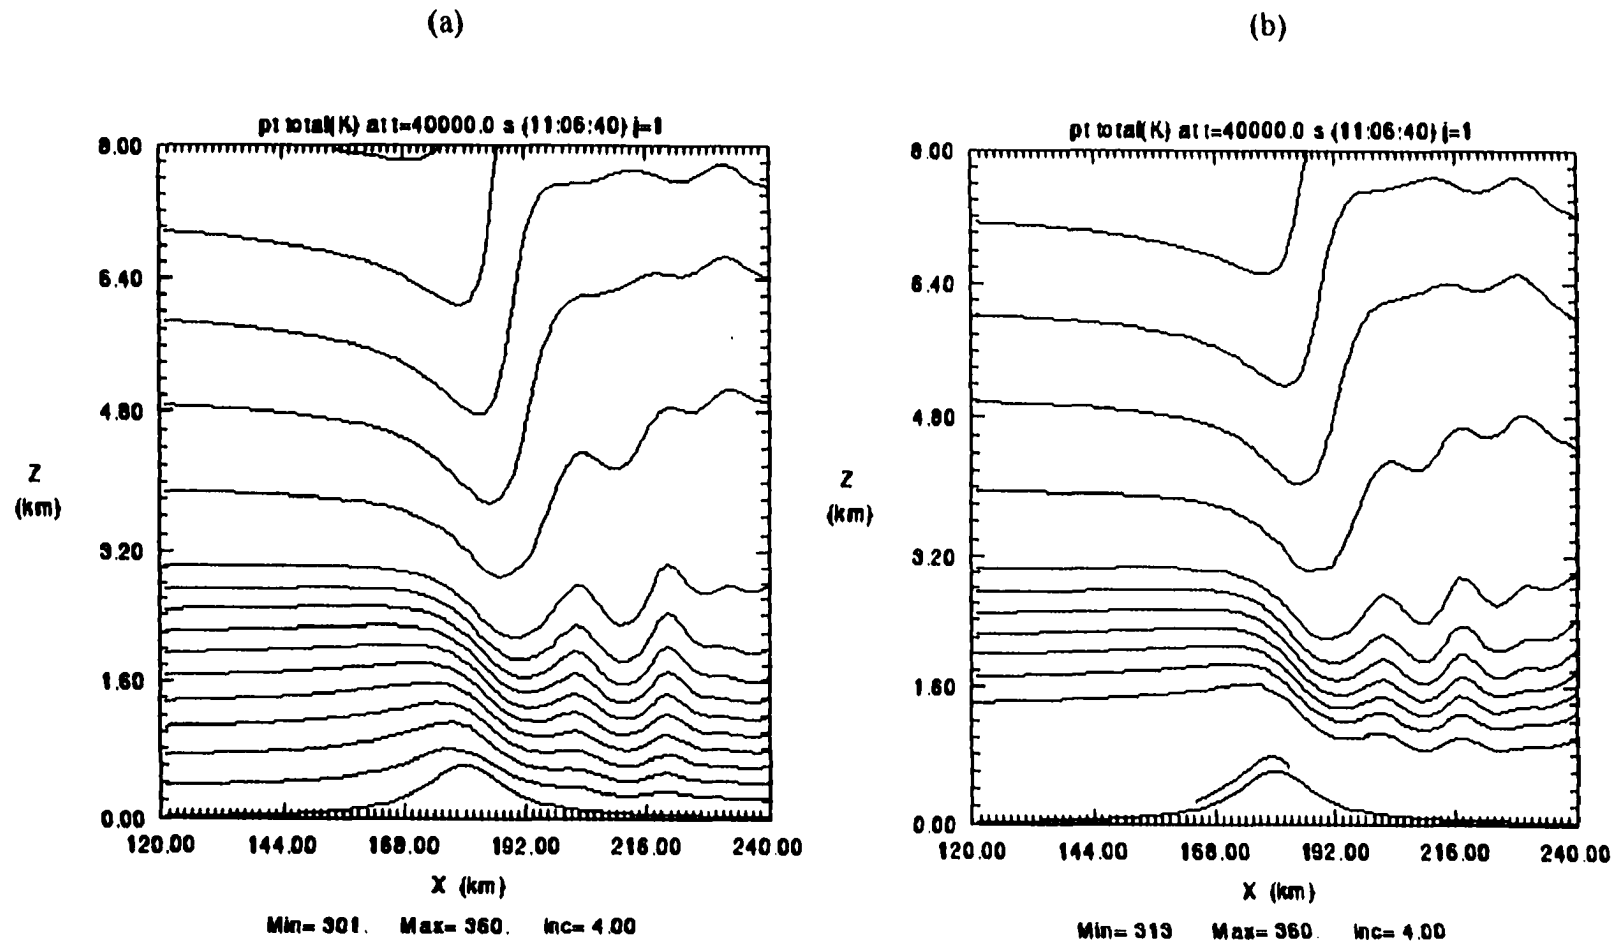 (a)
(b)
pt total(K) at t=40000.0 s (11:06:40) j=1
pt total(K) at t=40000.0 s (11:06:40) j=1
8.00
6.40
4.80
3.20
1.60
0.00
Z
(km)
120.00 144.00 168.00 192.00 216.00 240.00
X (km)
Min= 301. Max= 360. Inc= 4.00
8.00
6.40
4.80
3.20
1.60
0.00
Z
(km)
120.00 144.00 168.00 192.00 216.00 240.00
X (km)
Min= 313 Max= 360. Inc= 4.00